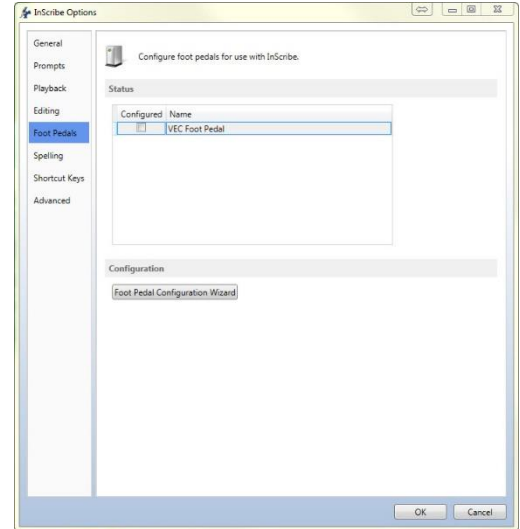 InScribe Options
General
Prompts
Playback
Editing
Foot Pedals
Spelling
Shortcut Keys
Advanced
Configure foot pedals for use with InScribe.
Status
Configured Name
VEC Foot Pedal
Configuration
Foot Pedal Configuration Wizard
OK Cancel